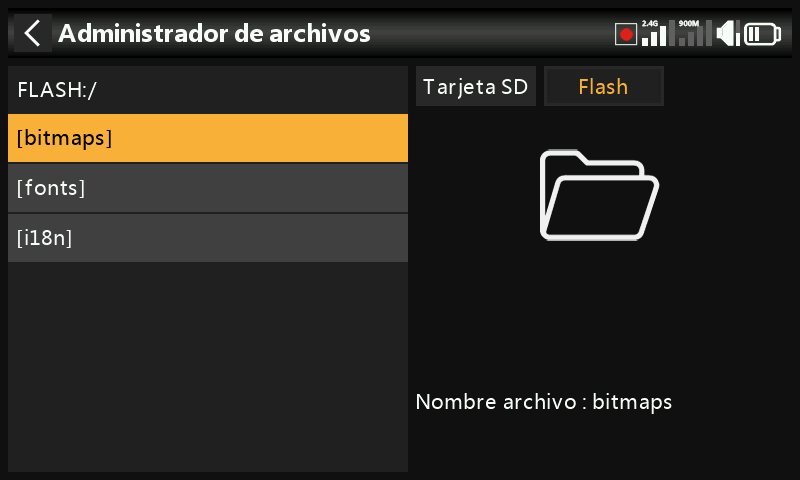 Administrador de archivos
2.4G
900M
FLASH:/
Tarjeta SD
Flash
[bitmaps]
[fonts]
[i18n]
Nombre archivo : bitmaps